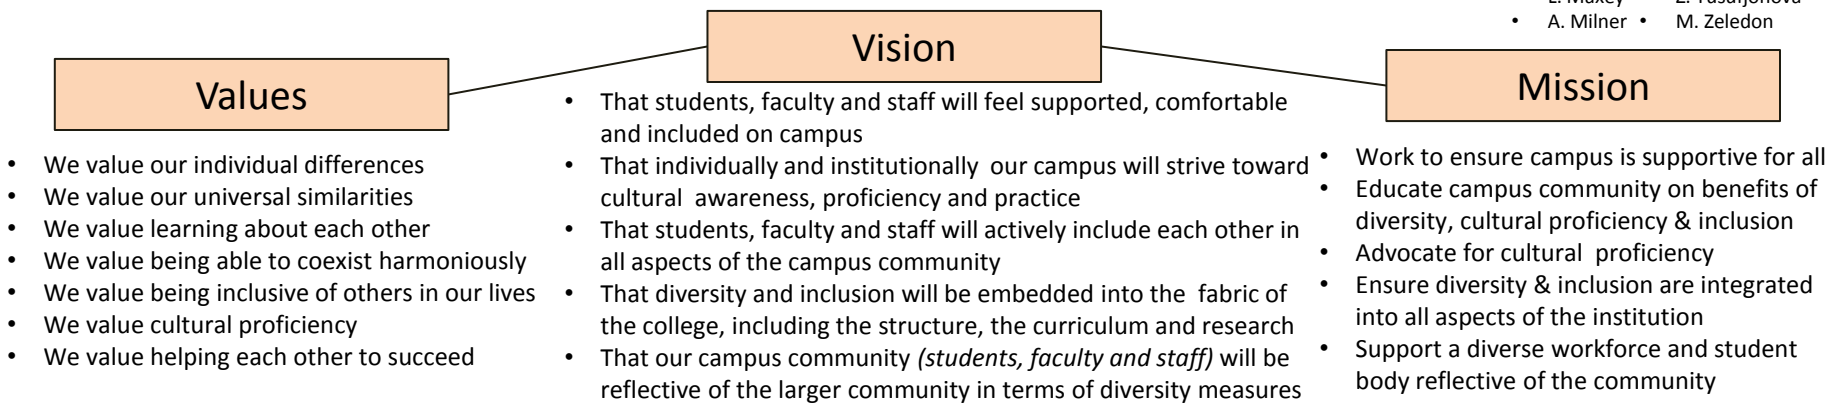 • A. Milner • M. Zeledon
Values
• We value our individual differences
• We value our universal similarities
• We value learning about each other
• We value being able to coexist harmoniously
• We value being inclusive of others in our lives
• We value cultural proficiency
• We value helping each other to succeed
Vision
• That students, faculty and staff will feel supported, comfortable
and included on campus
• That individually and institutionally our campus will strive toward
cultural awareness, proficiency and practice
• That students, faculty and staff will actively include each other in
all aspects of the campus community
• That diversity and inclusion will be embedded into the fabric of
the college, including the structure, the curriculum and research
• That our campus community (students, faculty and staff) will be
reflective of the larger community in terms of diversity measures
Mission
• Work to ensure campus is supportive for all
• Educate campus community on benefits of
diversity, cultural proficiency & inclusion
• Advocate for cultural proficiency
• Ensure diversity & inclusion are integrated
into all aspects of the institution
• Support a diverse workforce and student
body reflective of the community